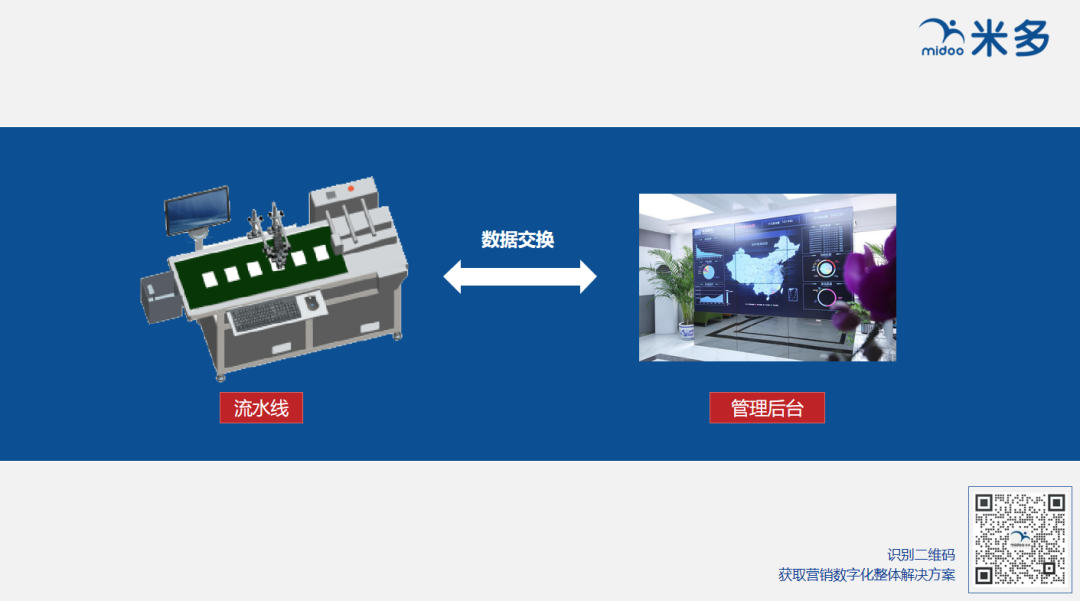 midoo 米多
数据交换
流水线
管理后台
识别二维码
获取营销数字化整体解决方案